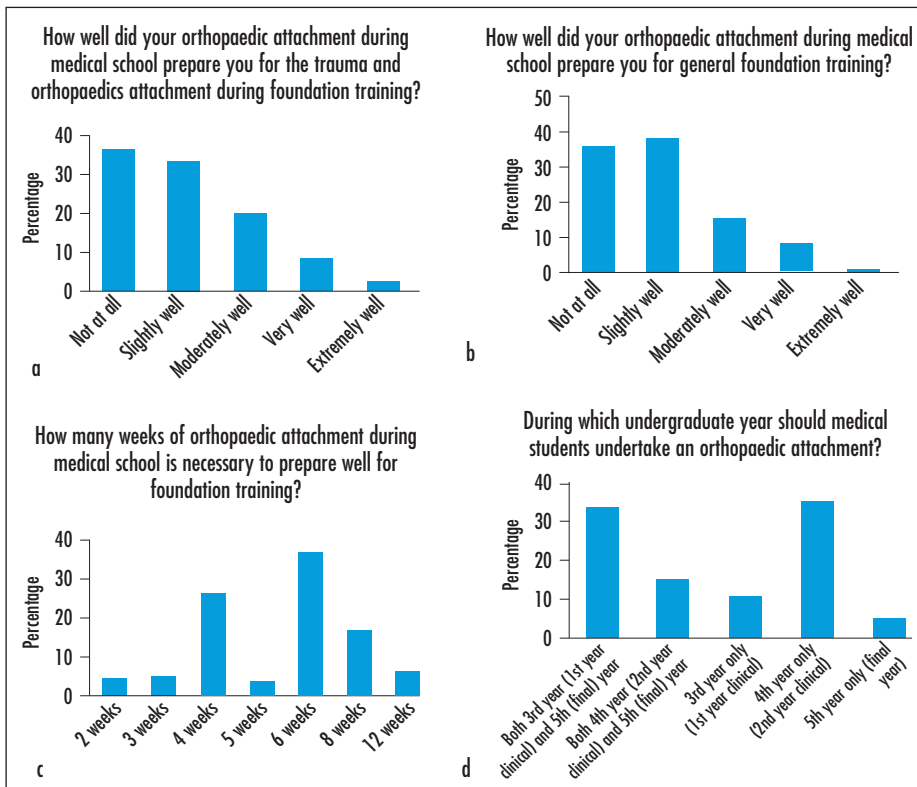 How well did your orthopaedic attachment during
medical school prepare you for the trauma and
orthopaedics attachment during foundation training?
Percentage
40
30
20
10
0
Not at all
Slightly well
Moderately well
Very well
Extremely well
a
How well did your orthopaedic attachment during medical
school prepare you for general foundation training?
Percentage
50
40
30
20
10
0
Not at all
Slightly well
Moderately well
Very well
Extremely well
b
How many weeks of orthopaedic attachment during
medical school is necessary to prepare well for
foundation training?
Percentage
40
30
20
10
0
2 weeks
3 weeks
4 weeks
5 weeks
6 weeks
8 weeks
12 weeks
c
During which undergraduate year should medical
students undertake an orthopaedic attachment?
Percentage
40
30
20
10
0
Both 3rd year (1st year
clinical) and 5th (final) year
Both 4th year (2nd year
clinical) and 5th (final) year
3rd year only
(1st year clinical)
4th year only
(2nd year clinical)
5th year only (final
year)
d